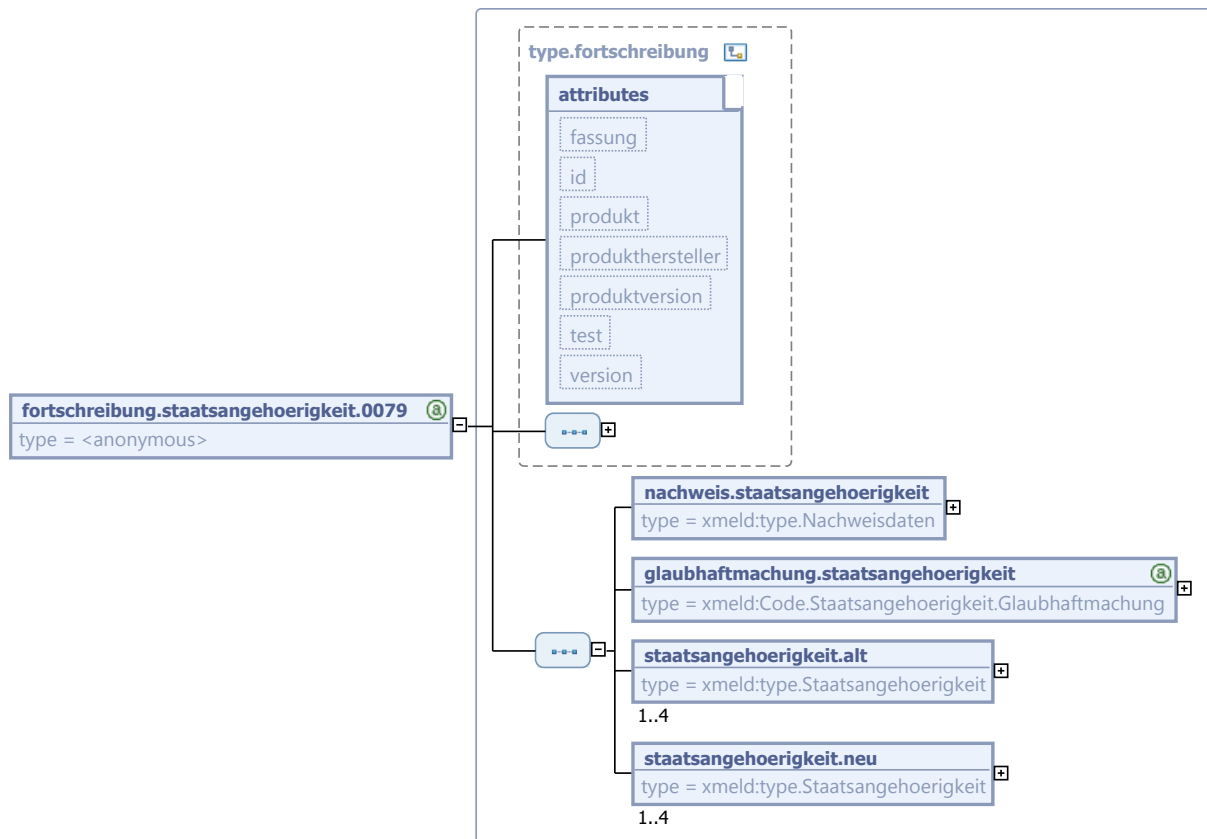 type.fortschreibung
attributes
fassung
id
produkt
produkthersteller
produktversion
test
version
fortschreibung.staatsangehoerigkeit.0079
type = <anonymous>
nachweis.staatsangehoerigkeit
type = xmeld:type.Nachweisdaten
glaubhaftmachung.staatsangehoerigkeit
type = xmeld:Code.Staatsangehoerigkeit.Glaubhaftmachung
staatsangehoerigkeit.alt
type = xmeld:type.Staatsangehoerigkeit
1..4
staatsangehoerigkeit.neu
type = xmeld:type.Staatsangehoerigkeit
1..4